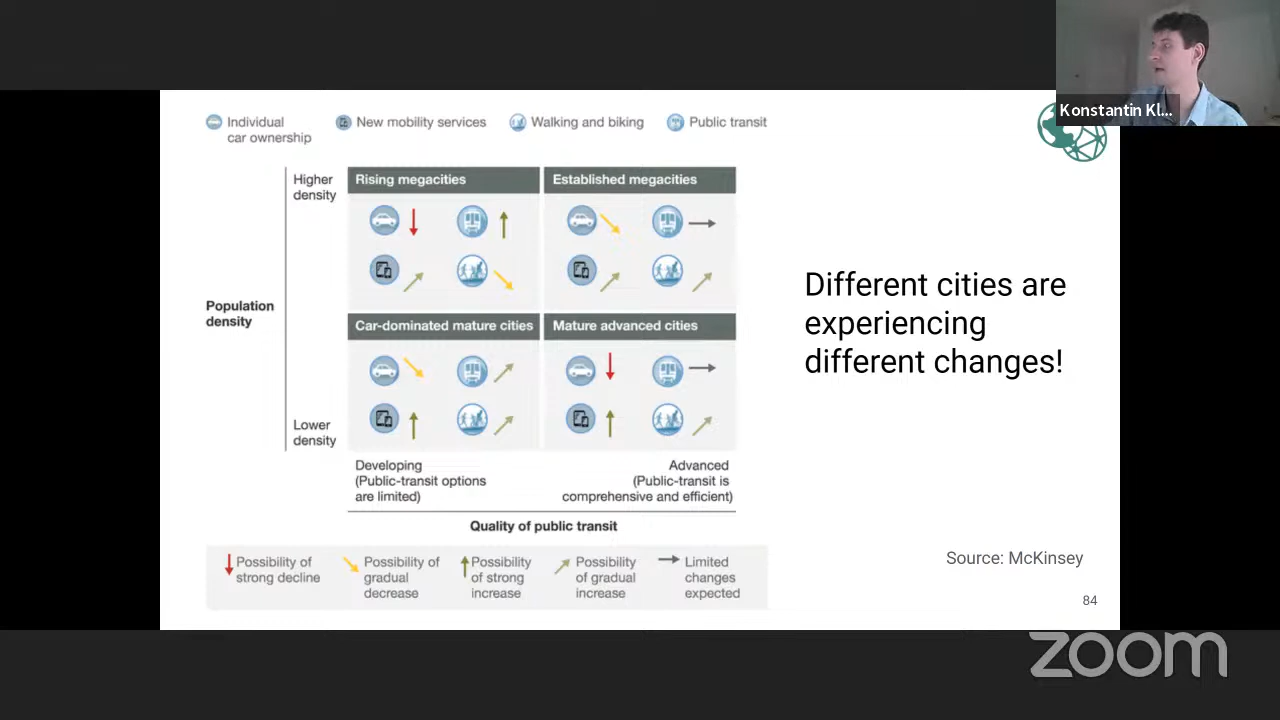 Konstantin Kl...
Individual
car ownership
New mobility services
Walking and biking
Public transit
Higher
density
Rising megacities
Established megacities
Population
density
Car-dominated mature cities
Mature advanced cities
Lower
density
Developing
(Public-transit options
are limited)
Advanced
(Public-transit is
comprehensive and efficient)
Quality of public transit
Possibility of
strong decline
Possibility of
gradual
decrease
Possibility
of strong
increase
Possibility
of gradual
increase
Limited
changes
expected
Different cities are
experiencing
different changes!
Source: McKinsey
84
zoom